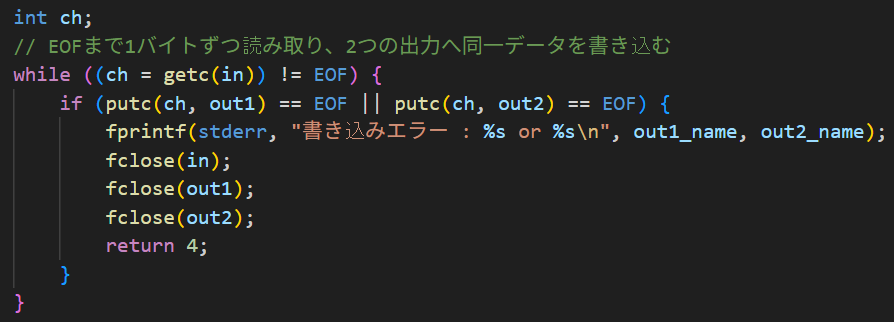 int ch;
// EOFまで1バイトずつ読み取り、2つの出力へ同一データを書き込む
while ((ch = getc(in)) != EOF) {
    if (putc(ch, out1) == EOF || putc(ch, out2) == EOF) {
        fprintf(stderr, "書き込みエラー : %s or %s\n", out1_name, out2_name);
        fclose(in);
        fclose(out1);
        fclose(out2);
        return 4;
    }
}